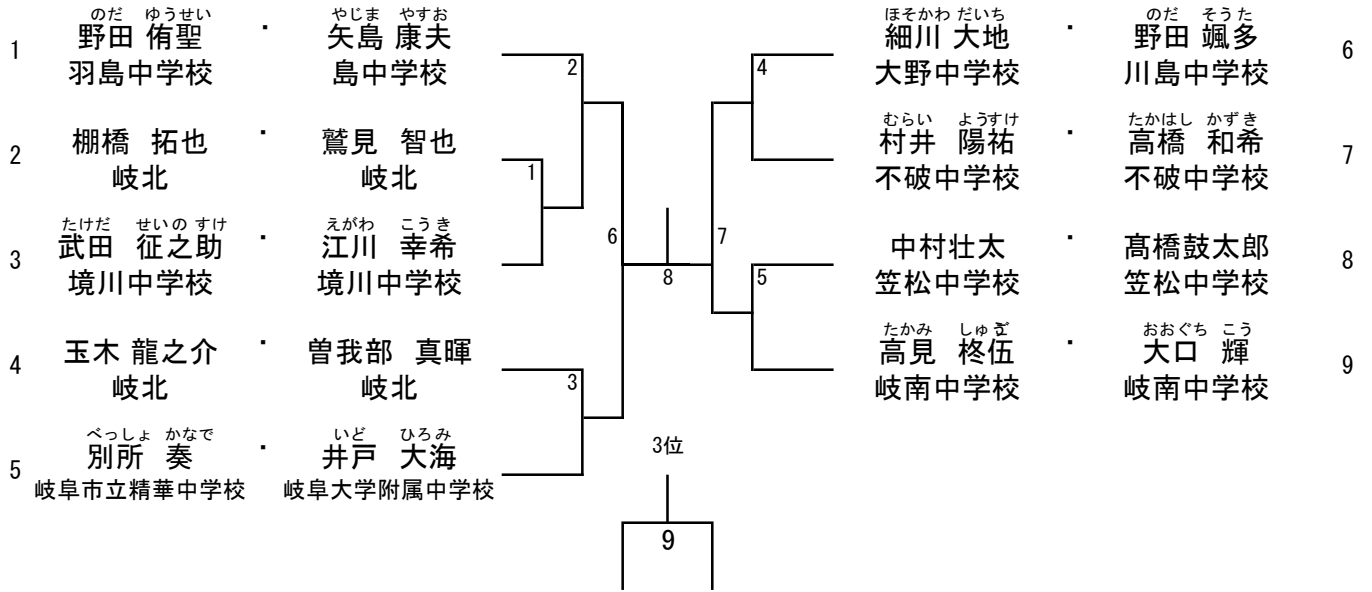 のだ ゆうせい ・ やじま やすお
1 野田 侑聖 矢島 康夫
羽島中学校 島中学校
2 棚橋 拓也 ・ 鷲見 智也
岐北 岐北
たけだ せいの すけ えがわ こうき
3 武田 征之助 ・ 江川 幸希
境川中学校 境川中学校
4 玉木 龍之介 ・ 曽我部 真暉
岐北 岐北
べっしょ かなで いど ひろみ
5 別所 奏 ・ 井戸 大海
岐阜市立精華中学校 岐阜大学附属中学校
2
1
6
3
8
4
7
5
3位
9
ほそかわ だいち のだ そうた
細川 大地 ・ 野田 颯多 6
大野中学校 川島中学校
むらい ようすけ たかはし かずき
村井 陽祐 ・ 高橋 和希 7
不破中学校 不破中学校
中村壮太 ・ 髙橋鼓太郎 8
笠松中学校 笠松中学校
たかみ おおぐち こう
高見 柊伍 ・ 大口 輝 9
岐南中学校 岐南中学校